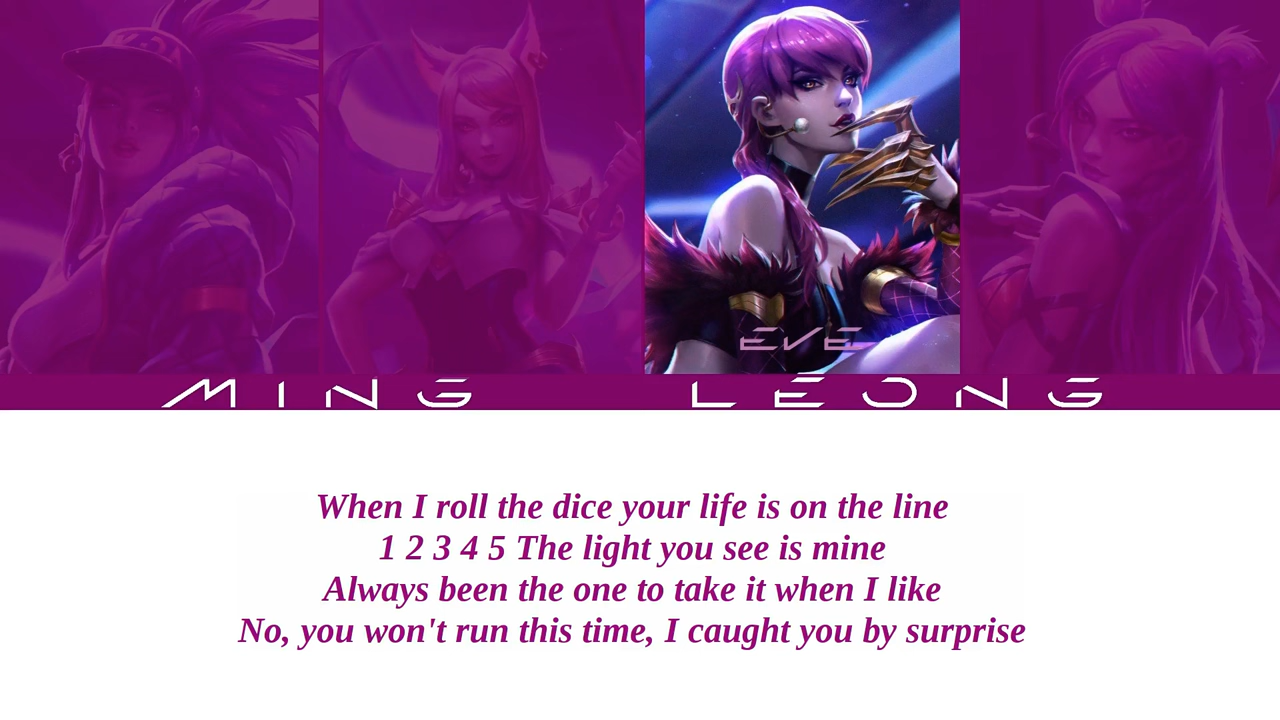 EVE
MING LEONG
When I roll the dice your life is on the line
1 2 3 4 5 The light you see is mine
Always been the one to take it when I like
No, you won't run this time, I caught you by surprise